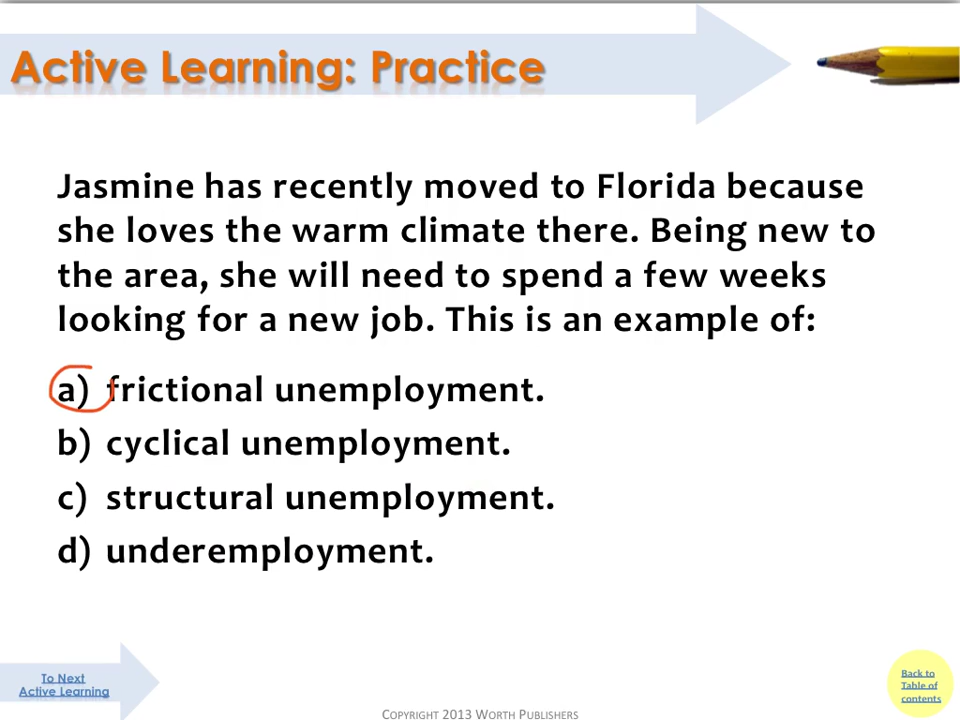 Active Learning: Practice
Jasmine has recently moved to Florida because
she loves the warm climate there. Being new to
the area, she will need to spend a few weeks
looking for a new job. This is an example of:
a) frictional unemployment.
b) cyclical unemployment.
c) structural unemployment.
d) underemployment.
To Next
Active Learning
Back to
Table of
contents
COPYRIGHT 2013 WORTH PUBLISHERS